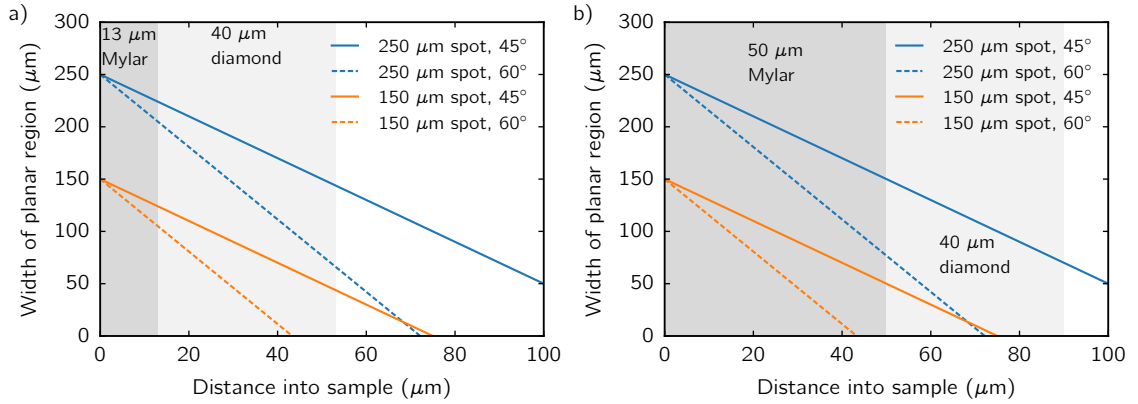 a)
300
250
200
150
100
50
0
Width of planar region (μm)
13 μm
Mylar
40 μm
diamond
250 μm spot, 45°
250 μm spot, 60°
150 μm spot, 45°
150 μm spot, 60°
0 20 40 60 80 100
Distance into sample (μm)
b)
300
250
200
150
100
50
0
Width of planar region (μm)
50 μm
Mylar
250 μm spot, 45°
250 μm spot, 60°
150 μm spot, 45°
150 μm spot, 60°
40 μm
diamond
0 20 40 60 80 100
Distance into sample (μm)